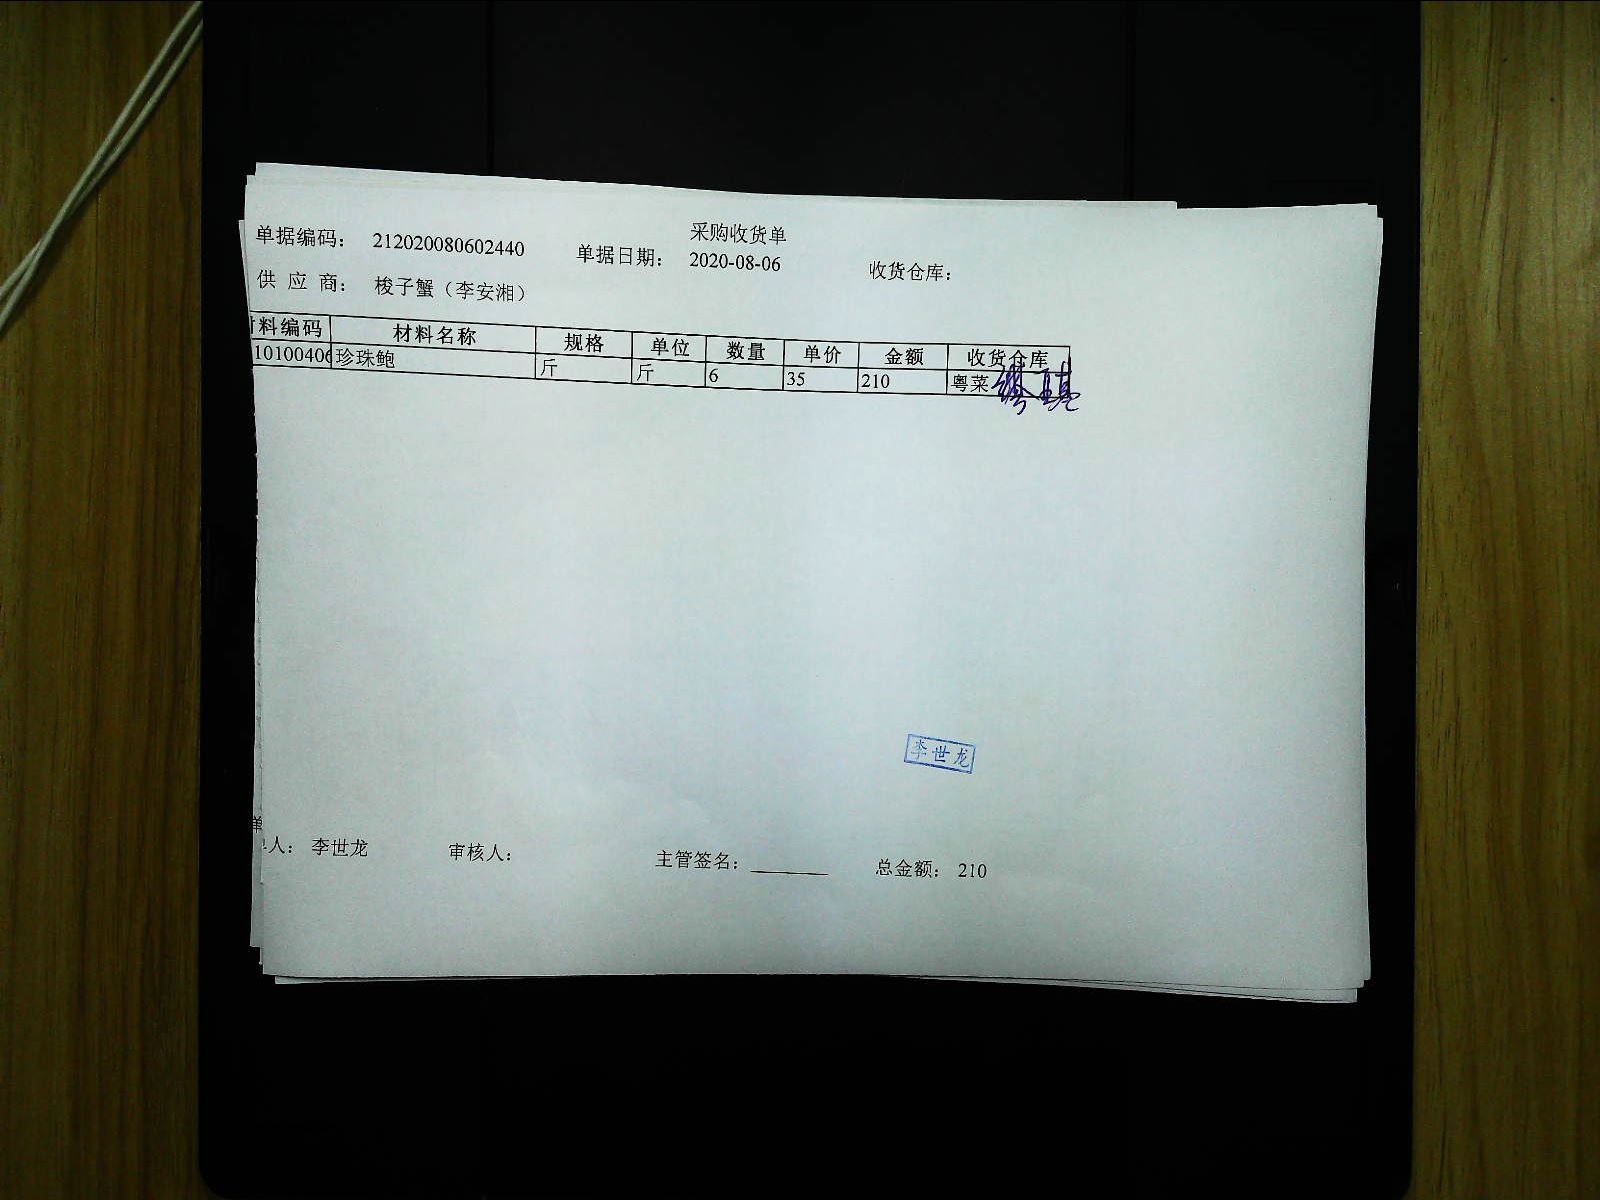 采购收货单
单据编码： 212020080602440 单据日期： 2020-08-06 收货仓库：
供 应 商： 梭子蟹（李安湘）
料编码 材料名称 规格 单位 数量 单价 金额 收货仓库
10100406 珍珠鲍 斤 斤 6 35 210 粤菜
李世龙
单
人： 李世龙 审核人： 主管签名： 总金额： 210